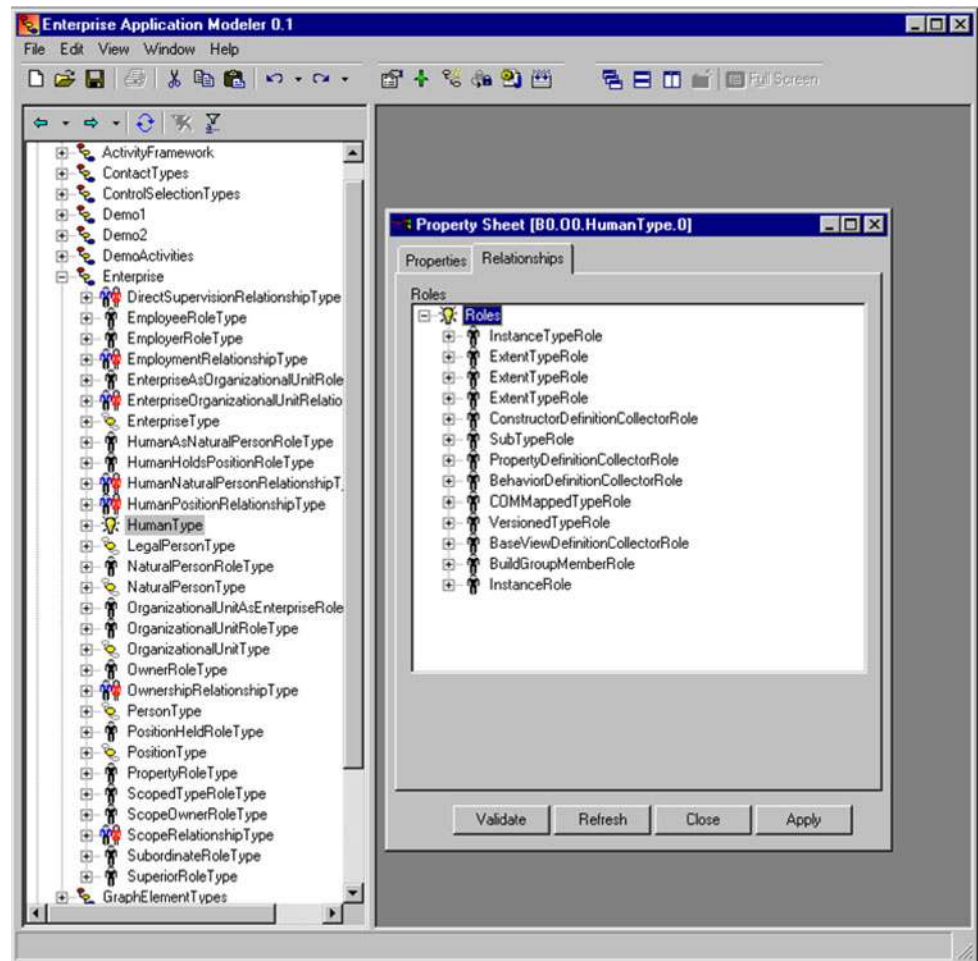 Enterprise Application Modeler 0.1
File Edit View Window Help
Full Screen
ActivityFramework
ContactTypes
ControlSelectionTypes
Demo1
Demo2
DemoActivities
Enterprise
DirectSupervisionRelationshipType
EmployeeRoleType
EmployerRoleType
EmploymentRelationshipType
EnterpriseAsOrganizationalUnitRole
EnterpriseOrganizationalUnitRelatio
EnterpriseType
HumanAsNaturalPersonRoleType
HumanHoldsPositionRoleType
HumanNaturalPersonRelationshipT
HumanPositionRelationshipType
HumanType
LegalPersonType
NaturalPersonRoleType
NaturalPersonType
OrganizationalUnitAsEnterpriseRole
OrganizationalUnitRoleType
OrganizationalUnitType
OwnerRoleType
OwnershipRelationshipType
PersonType
PositionHeldRoleType
PositionType
PropertyRoleType
ScopedTypeRoleType
ScopeOwnerRoleType
ScopeRelationshipType
SubordinateRoleType
SuperiorRoleType
GraphElementTypes
Property Sheet [B0.O0.HumanType.0]
Properties Relationships
Roles
Roles
InstanceTypeRole
ExtentTypeRole
ExtentTypeRole
ExtentTypeRole
ConstructorDefinitionCollectorRole
SubTypeRole
PropertyDefinitionCollectorRole
BehaviorDefinitionCollectorRole
COMMappedTypeRole
VersionedTypeRole
BaseViewDefinitionCollectorRole
BuildGroupMemberRole
InstanceRole
Validate Refresh Close Apply